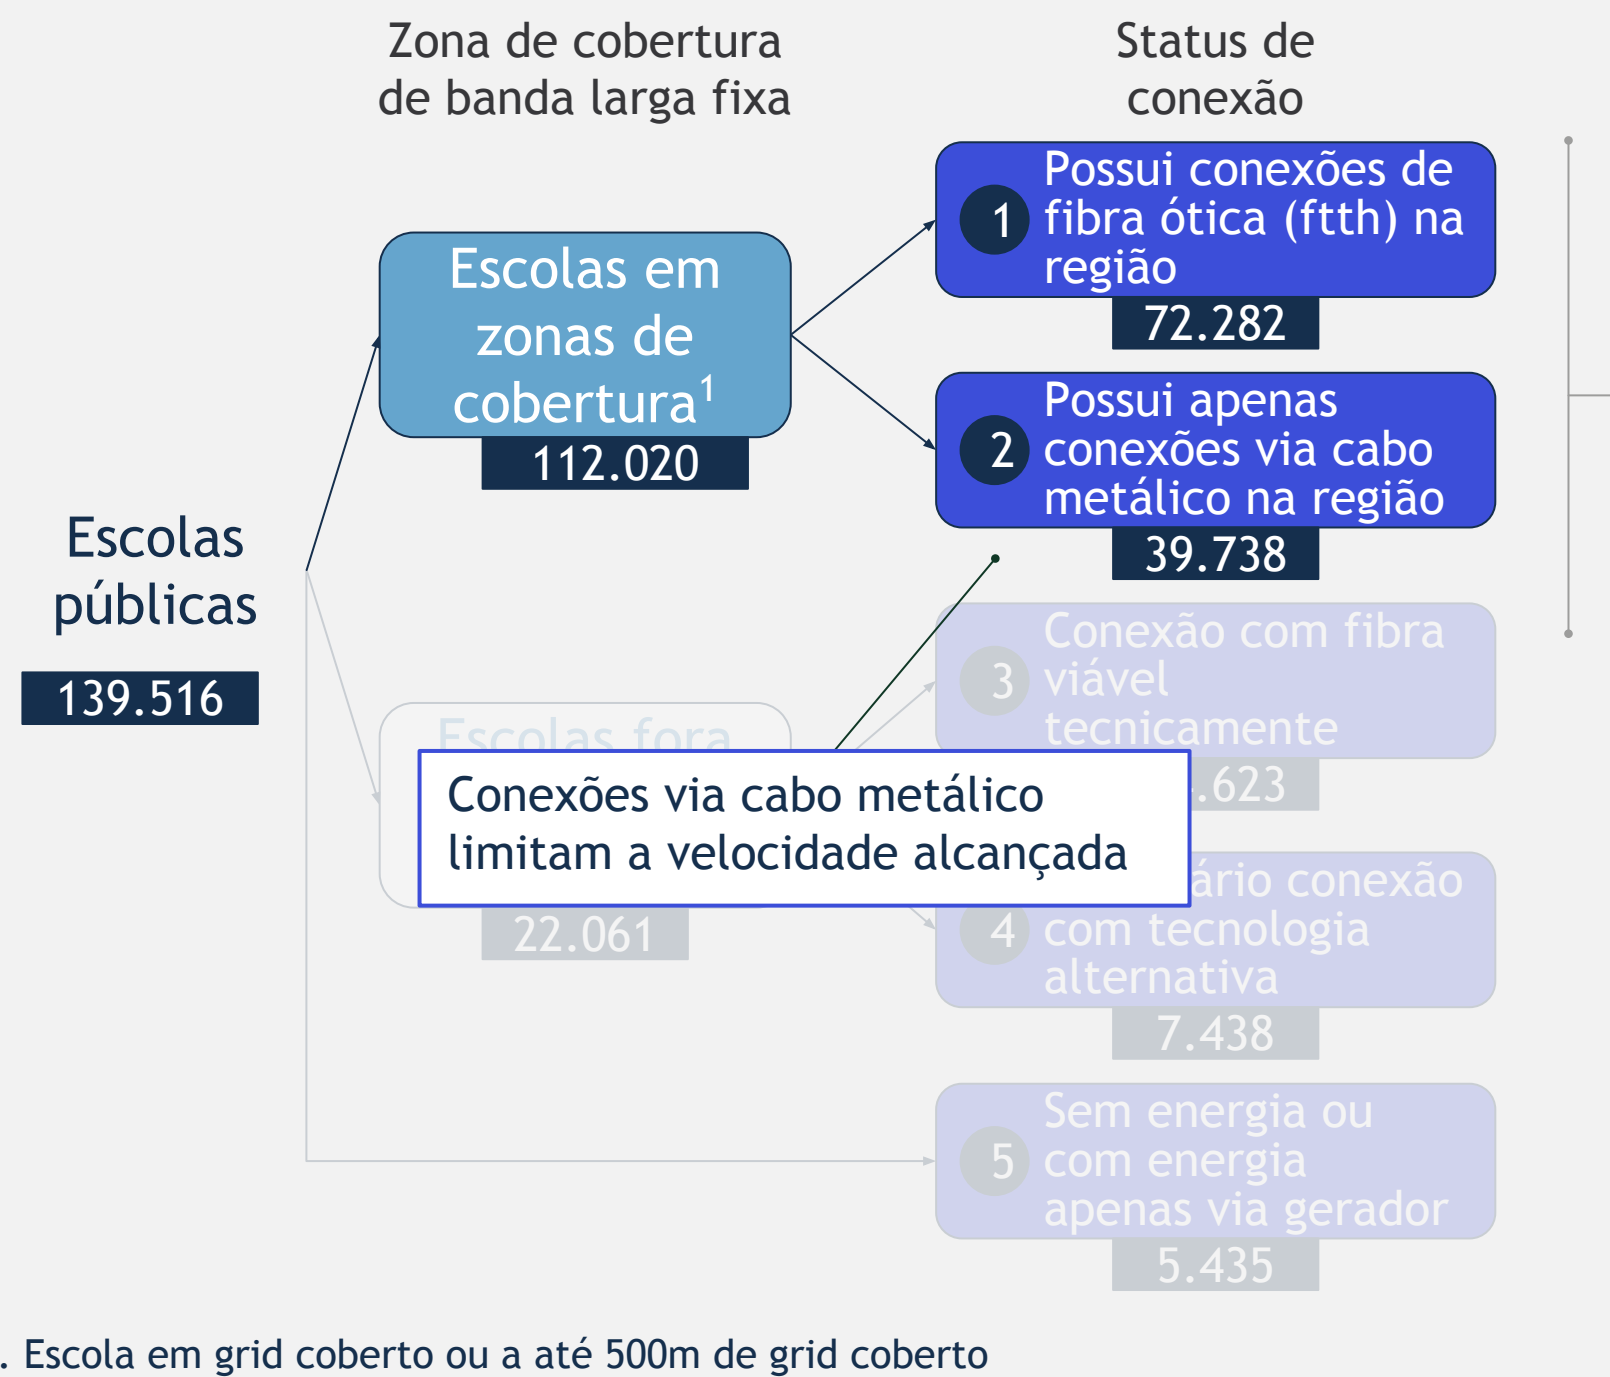 Zona de cobertura
de banda larga fixa
Status de
conexão
Escolas
públicas
139.516
Escolas em
zonas de
cobertura¹
112.020
1
Possui conexões de
fibra ótica (ftth) na
região
72.282
2
Possui apenas
conexões via cabo
metálico na região
39.738
Escolas fora
22.061
Conexões via cabo metálico
limitam a velocidade alcançada
3
Conexão com fibra
viável
tecnicamente
.623
4
conexão
com tecnologia
alternativa
7.438
5
Sem energia ou
com energia
apenas via gerador
5.435
. Escola em grid coberto ou a até 500m de grid coberto